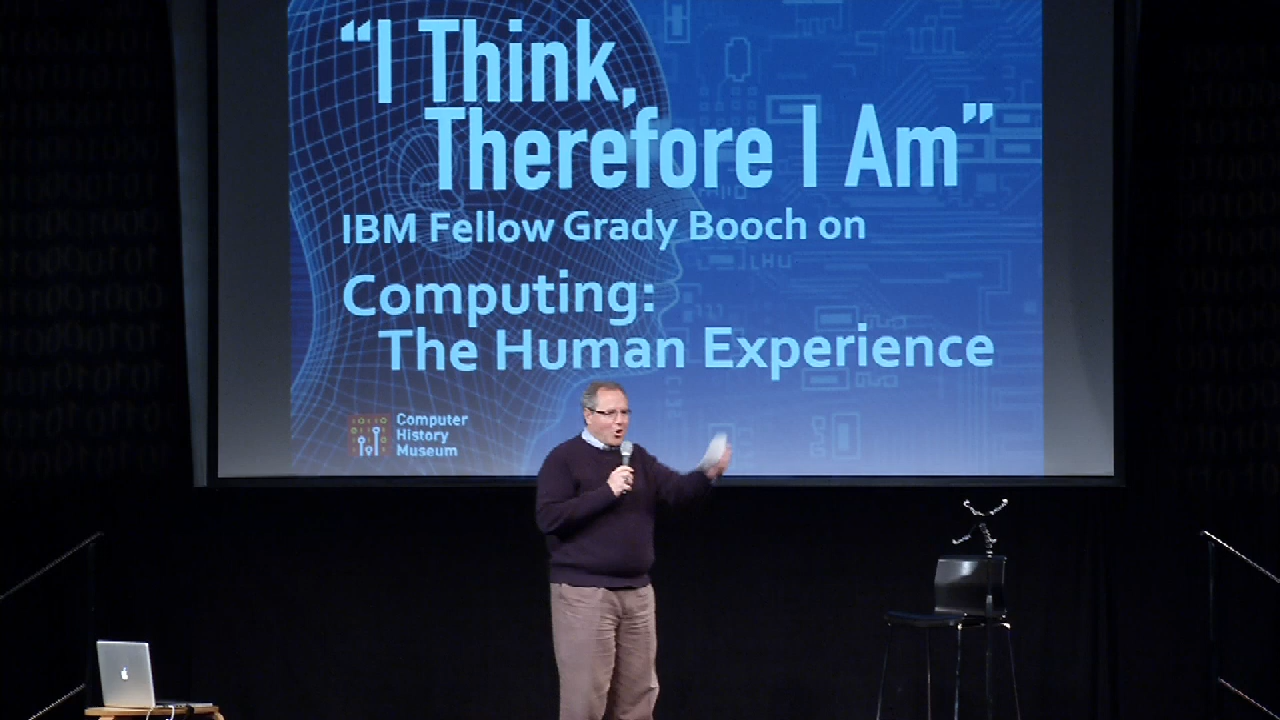 “I Think,
Therefore I Am”
IBM Fellow Grady Booch on
Computing:
The Human Experience
Computer
History
Museum